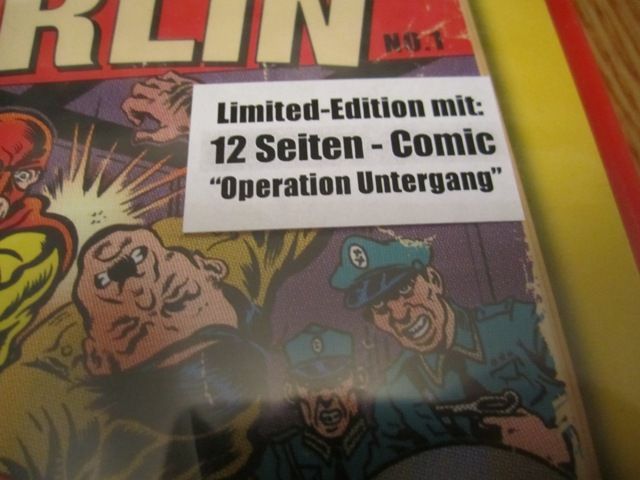 RLIN
NO.1
Limited-Edition mit:
12 Seiten - Comic
“Operation Untergang”